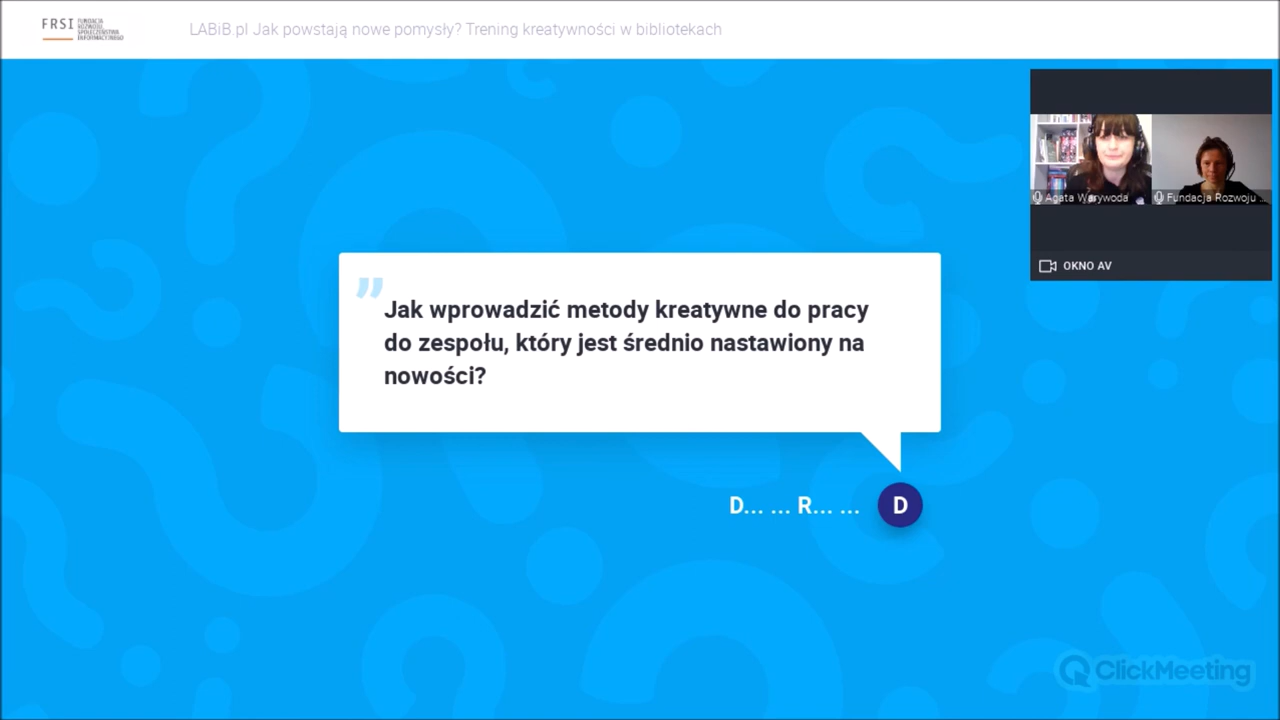 FRSI FUNDACJA
ROZWOJU
SPOŁECZEŃSTWA
INFORMACYJNEGO
LABiB.pl Jak powstają nowe pomysły? Trening kreatywności w bibliotekach
Agata Warywoda
Fundacja Rozwoju ...
OKNO AV
” Jak wprowadzić metody kreatywne do pracy
do zespołu, który jest średnio nastawiony na
nowości?
D... ... R... ... D
ClickMeeting